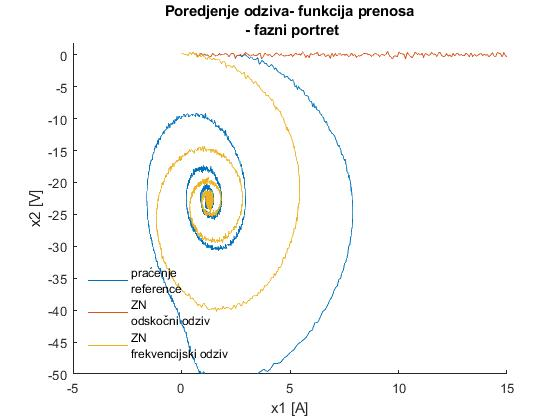 Poredjenje odziva- funkcija prenosa
- fazni portret
0
-5
-10
-15
-20
-25
-30
-35
-40
-45
-50
x2 [V]
praćenje
reference
ZN
odskočni odziv
ZN
frekvencijski odziv
-5
0
5
10
15
x1 [A]